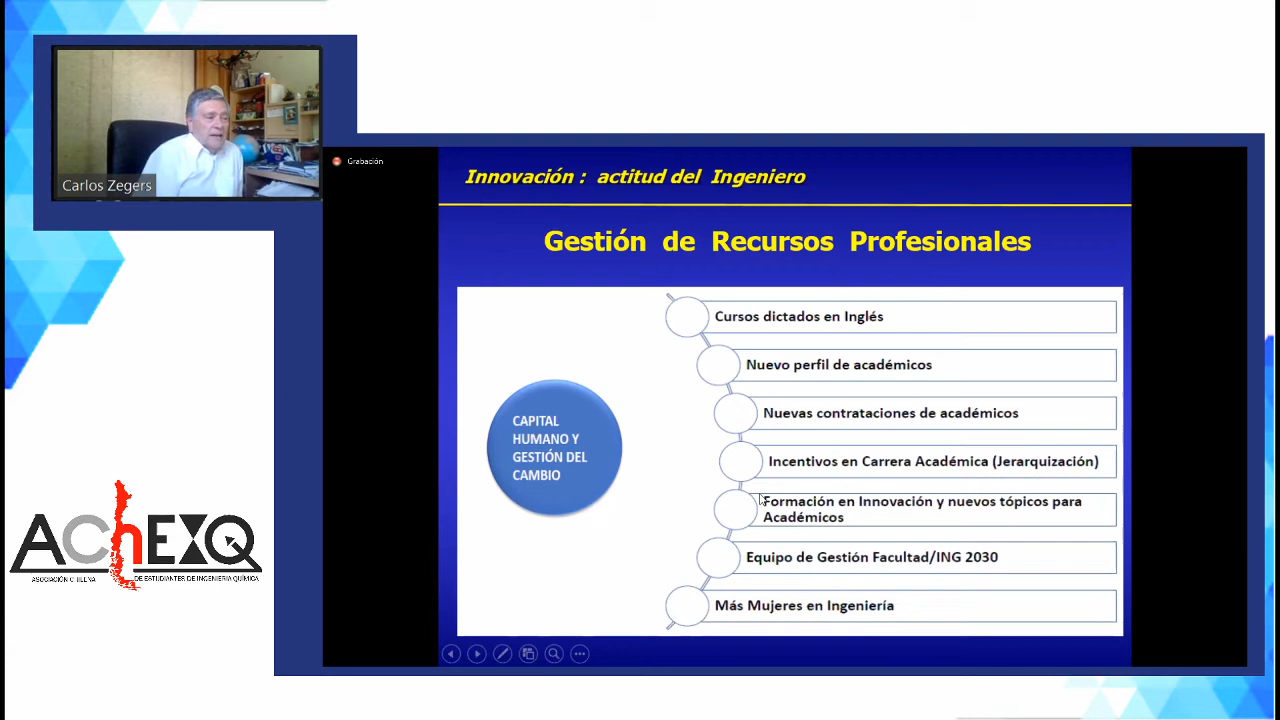 Carlos Zegers
Grabación
Innovación : actitud del Ingeniero
Gestión de Recursos Profesionales
CAPITAL
HUMANO Y
GESTIÓN DEL
CAMBIO
Cursos dictados en Inglés
Nuevo perfil de académicos
Nuevas contrataciones de académicos
Incentivos en Carrera Académica (Jerarquización)
Formación en Innovación y nuevos tópicos para
Académicos
Equipo de Gestión Facultad/ING 2030
Más Mujeres en Ingeniería
AChEXQ
ASOCIACIÓN CHILENA DE ESTUDIANTES DE INGENIERIA QUÍMICA